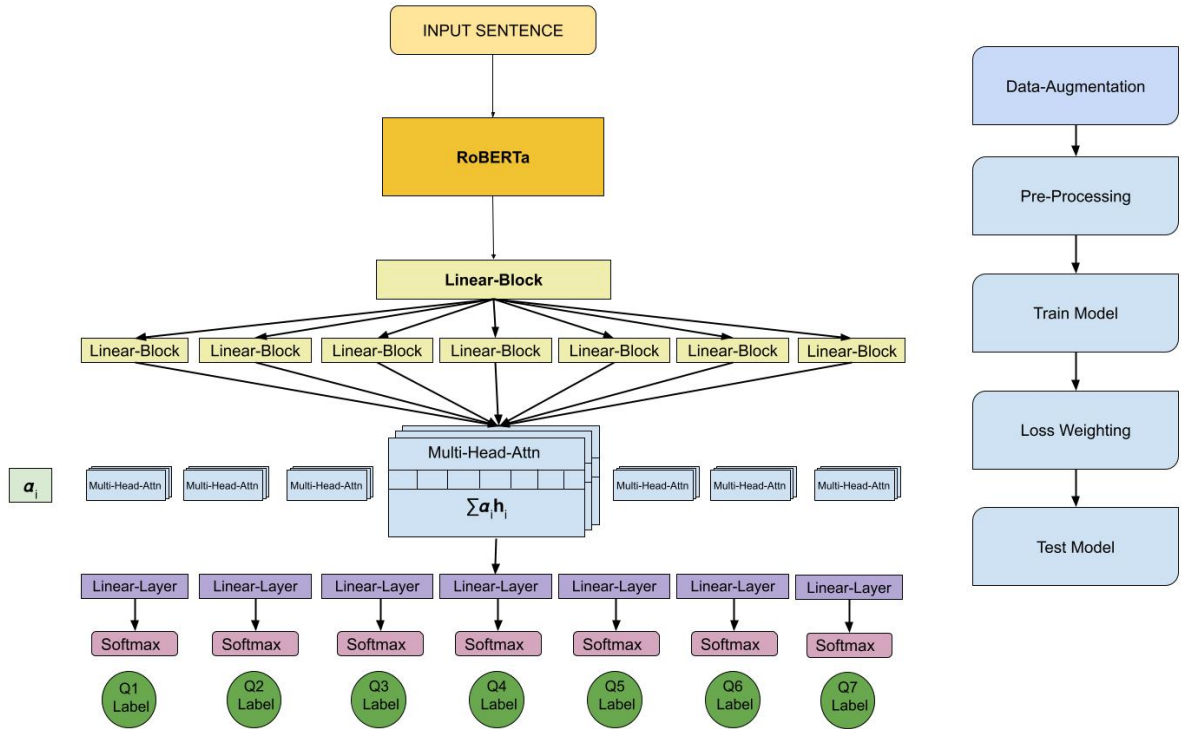 INPUT SENTENCE
RoBERTa
Linear-Block
Linear-Block
Linear-Block
Linear-Block
Linear-Block
Linear-Block
Linear-Block
Linear-Block
α i
Multi-Head-Attn
Multi-Head-Attn
Multi-Head-Attn
Multi-Head-Attn
∑α i h i
Multi-Head-Attn
Multi-Head-Attn
Multi-Head-Attn
Linear-Layer
Linear-Layer
Linear-Layer
Linear-Layer
Linear-Layer
Linear-Layer
Linear-Layer
Softmax
Softmax
Softmax
Softmax
Softmax
Softmax
Softmax
Q1
Label
Q2
Label
Q3
Label
Q4
Label
Q5
Label
Q6
Label
Q7
Label
Data-Augmentation
Pre-Processing
Train Model
Loss Weighting
Test Model